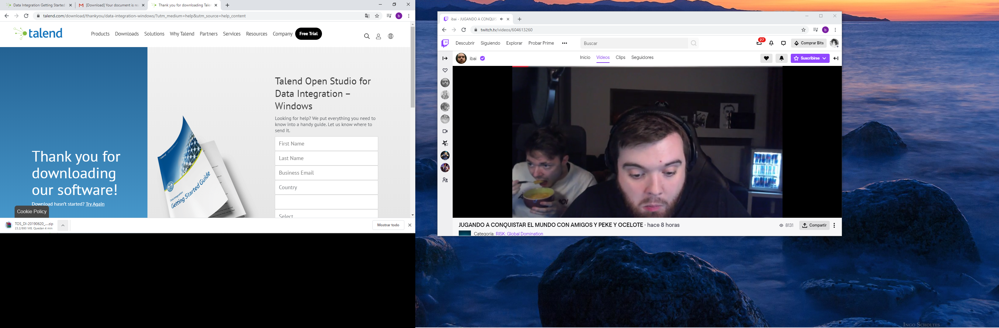 Data Integration Getting Started
[Download] Your document is re
Thank you for downloading Talen
talend.com/download/thankyou/data-integration-windows/?utm_medium=help&utm_source=help_content
b
talend
Products Downloads Solutions Why Talend Partners Services Resources Company Free Trial
Thank you for
downloading
our software!
Download hasn't started? Try Again
Cookie Policy
talend
Data Integration
Getting Started Guide
Talend Open Studio for
Data Integration –
Windows
Looking for help? We put everything you need to
know into a handy guide. Let us know where to
send it.
First Name
Last Name
Business Email
Country
Select
TOS_DI-20190620_....zip
23,2/893 MB, Quedan 4 min
Mostrar todo
ibai - JUGANDO A CONQUIS
twitch.tv/videos/604613260
b
Descubrir Siguiendo Explorar Probar Prime
Buscar
27
Comprar Bits
ibai
Inicio Vídeos Clips Seguidores
Suscribirse
JUGANDO A CONQUISTAR EL MUNDO CON AMIGOS Y PEKE Y OCELOTE · hace 8 horas
8131
Compartir
Categoría: RISK: Global Domination
Ingo Scholtes